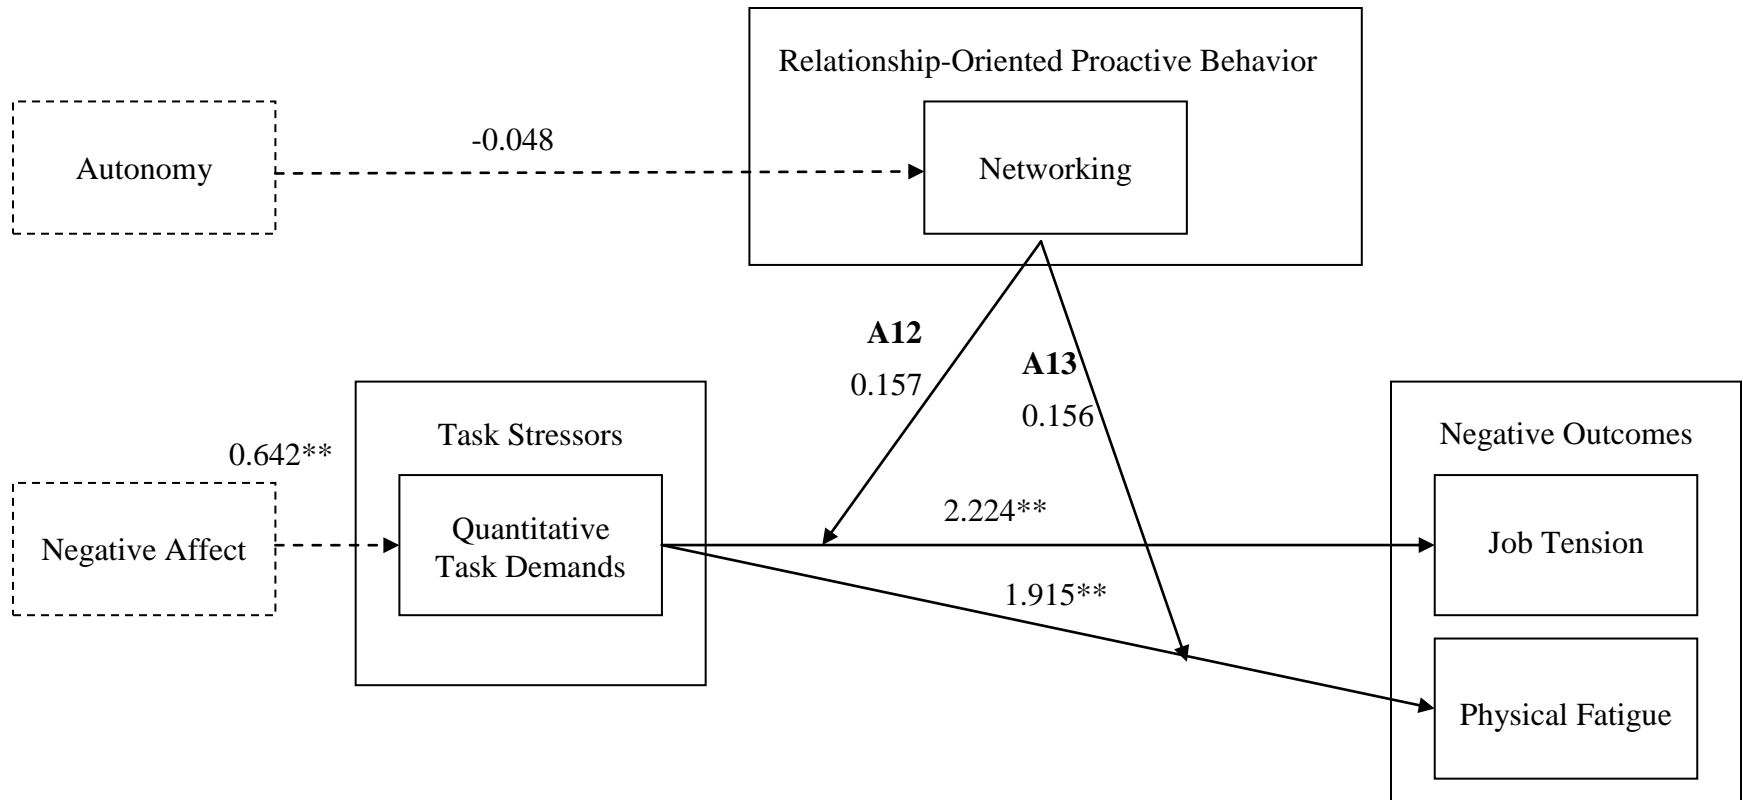 Relationship-Oriented Proactive Behavior
Autonomy
-0.048
Networking
A12
0.157
A13
0.156
0.642**
Negative Affect
Task Stressors
Quantitative
Task Demands
2.224**
1.915**
Negative Outcomes
Job Tension
Physical Fatigue